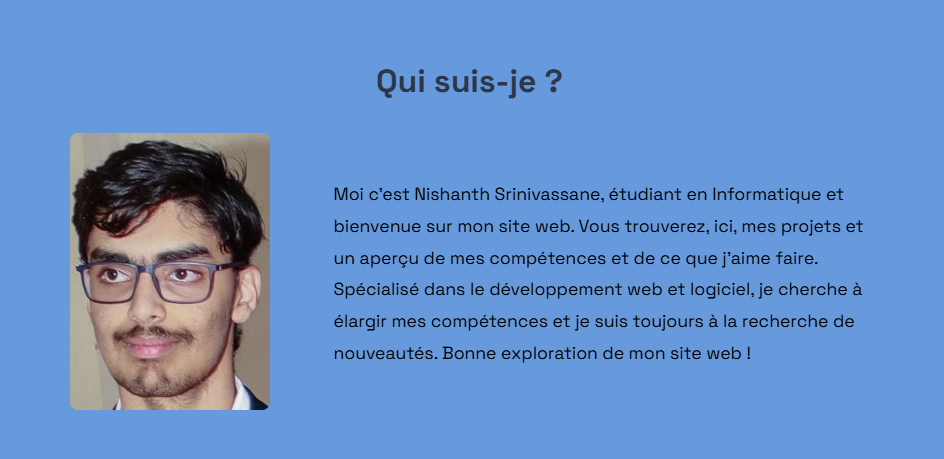 Qui suis-je ?
Moi c'est Nishanth Srinivassane, étudiant en Informatique et
bienvenue sur mon site web. Vous trouverez, ici, mes projets et
un aperçu de mes compétences et de ce que j'aime faire.
Spécialisé dans le développement web et logiciel, je cherche à
élargir mes compétences et je suis toujours à la recherche de
nouveautés. Bonne exploration de mon site web !